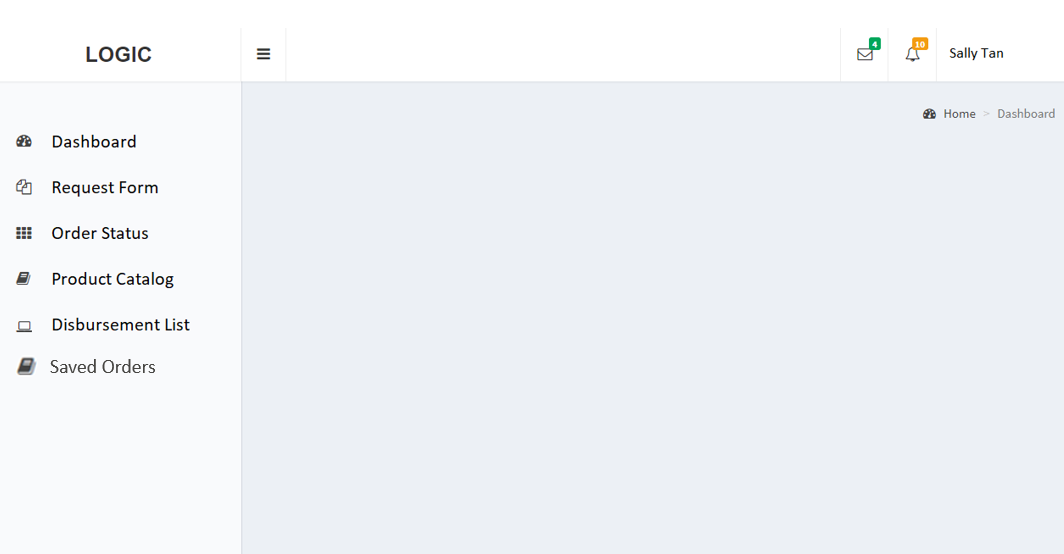 LOGIC
4
10
Sally Tan
Home > Dashboard
Dashboard
Request Form
Order Status
Product Catalog
Disbursement List
Saved Orders